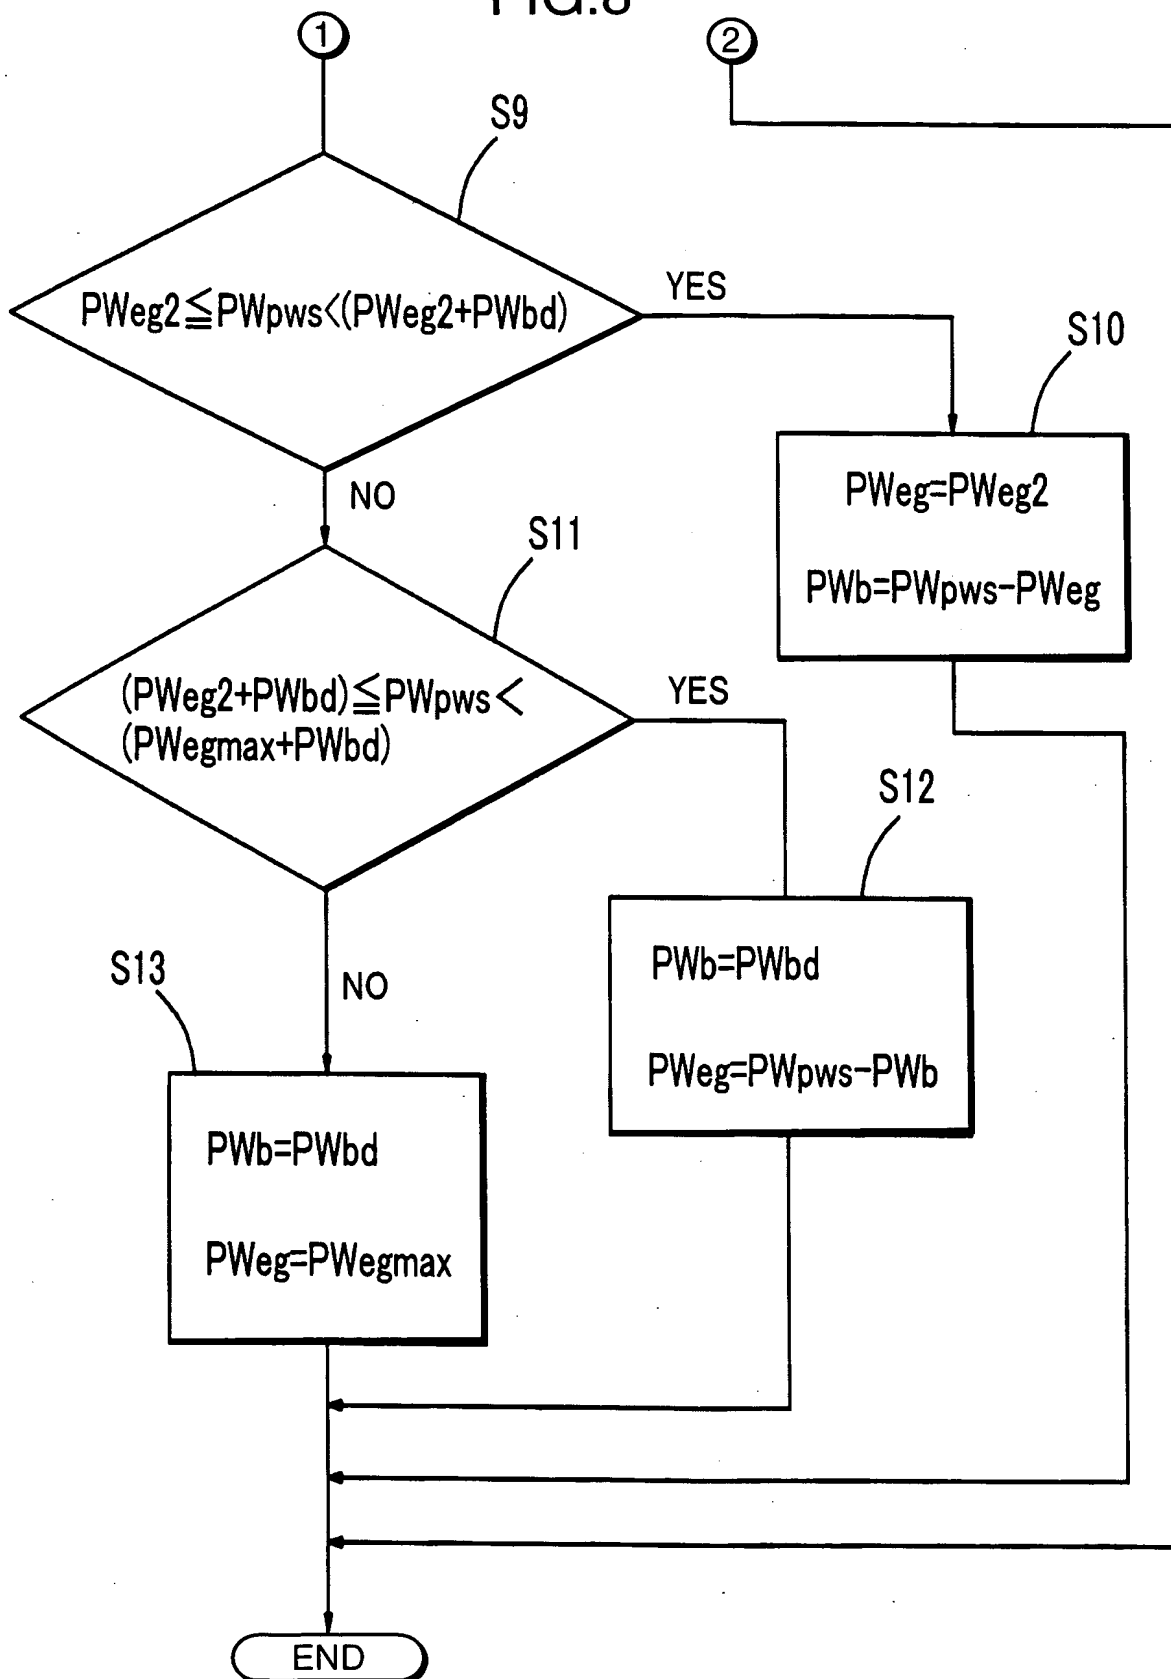 ①
②
S9
PWeg2≦PWpws<(PWeg2+PWbd)
YES
S10
PWeg=PWeg2
PWb=PWpws-PWeg
NO
S11
(PWeg2+PWbd)≦PWpws<
(PWegmax+PWbd)
YES
S12
PWb=PWbd
PWeg=PWpws-PWb
NO
S13
PWb=PWbd
PWeg=PWegmax
END